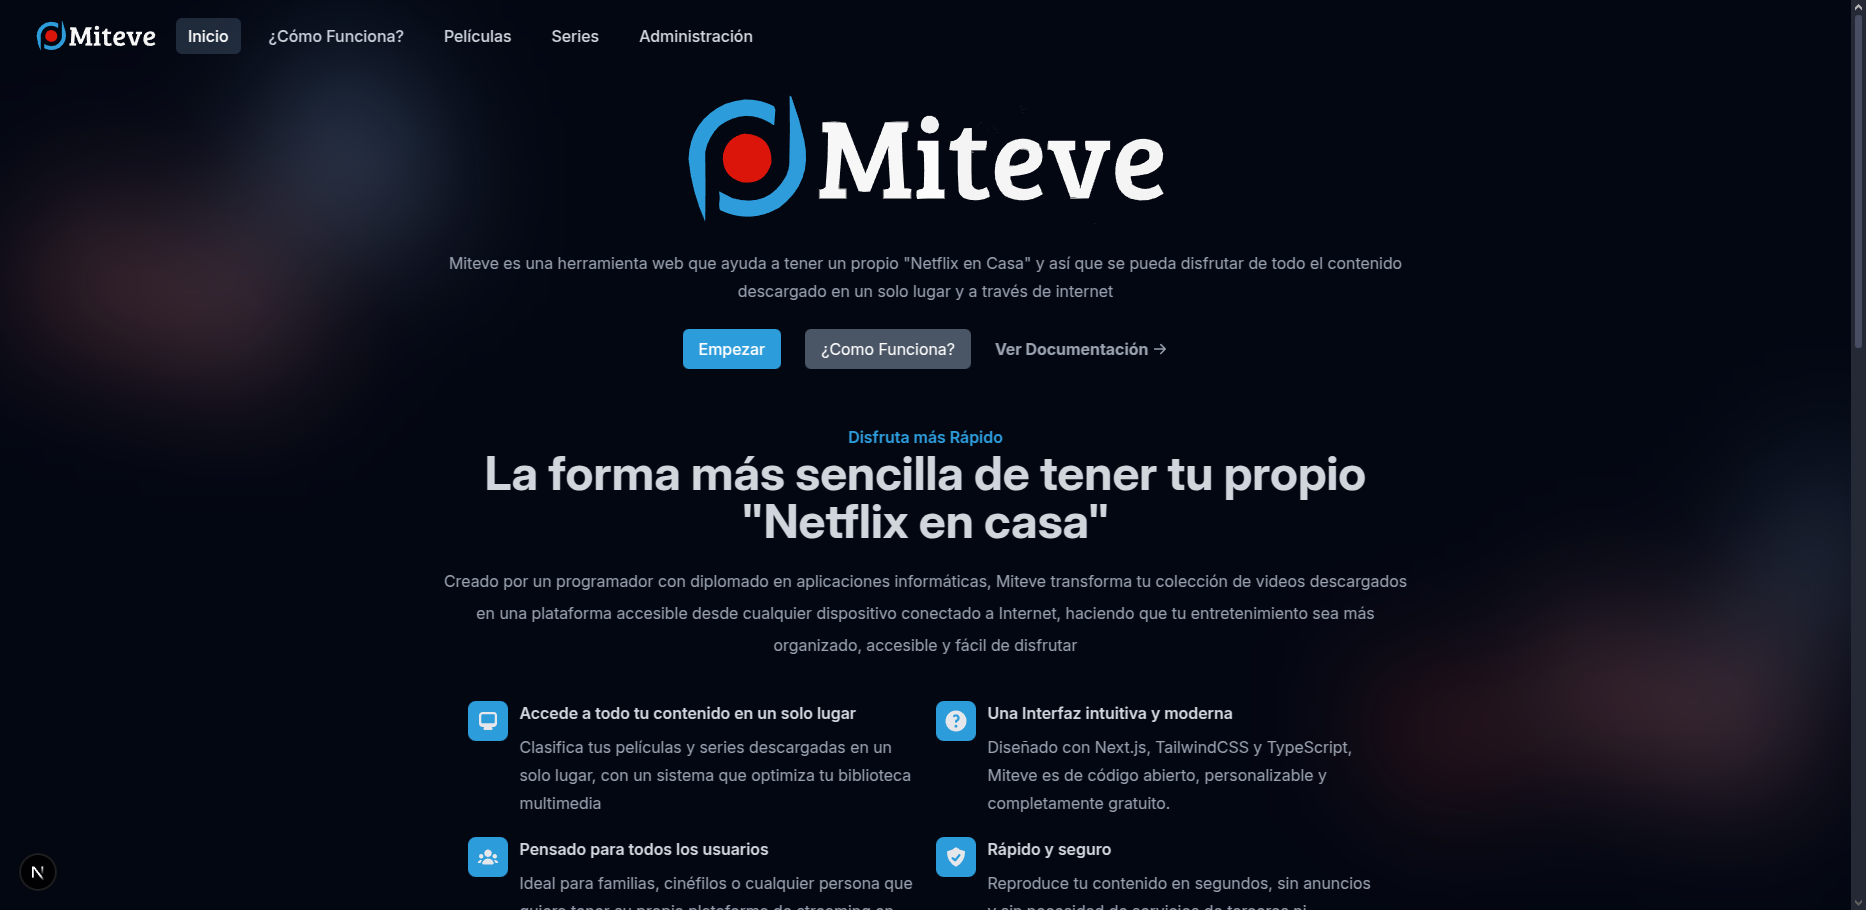 Miteve Inicio ¿Cómo Funciona? Películas Series Administración
Miteve
Miteve es una herramienta web que ayuda a tener un propio "Netflix en Casa" y así que se pueda disfrutar de todo el contenido
descargado en un solo lugar y a través de internet
Empezar ¿Como Funciona? Ver Documentación →
Disfruta más Rápido
La forma más sencilla de tener tu propio
"Netflix en casa"
Creado por un programador con diplomado en aplicaciones informáticas, Miteve transforma tu colección de videos descargados
en una plataforma accesible desde cualquier dispositivo conectado a Internet, haciendo que tu entretenimiento sea más
organizado, accesible y fácil de disfrutar
Accede a todo tu contenido en un solo lugar
Clasifica tus películas y series descargadas en un
solo lugar, con un sistema que optimiza tu biblioteca
multimedia
Una Interfaz intuitiva y moderna
Diseñado con Next.js, TailwindCSS y TypeScript,
Miteve es de código abierto, personalizable y
completamente gratuito.
Pensado para todos los usuarios
Ideal para familias, cinéfilos o cualquier persona que
Rápido y seguro
Reproduce tu contenido en segundos, sin anuncios
N